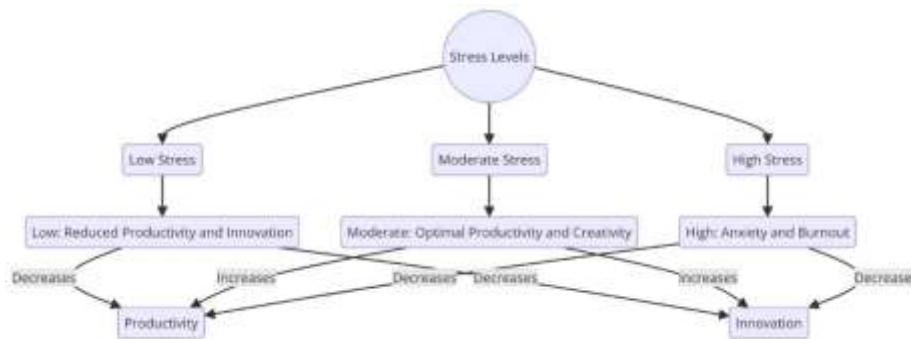 Stress Levels
Low Stress
Moderate Stress
High Stress
Low: Reduced Productivity and Innovation
Moderate: Optimal Productivity and Creativity
High: Anxiety and Burnout
Decreases
Increases
Decreases
Decreases
Increases
Decrease
Productivity
Innovation